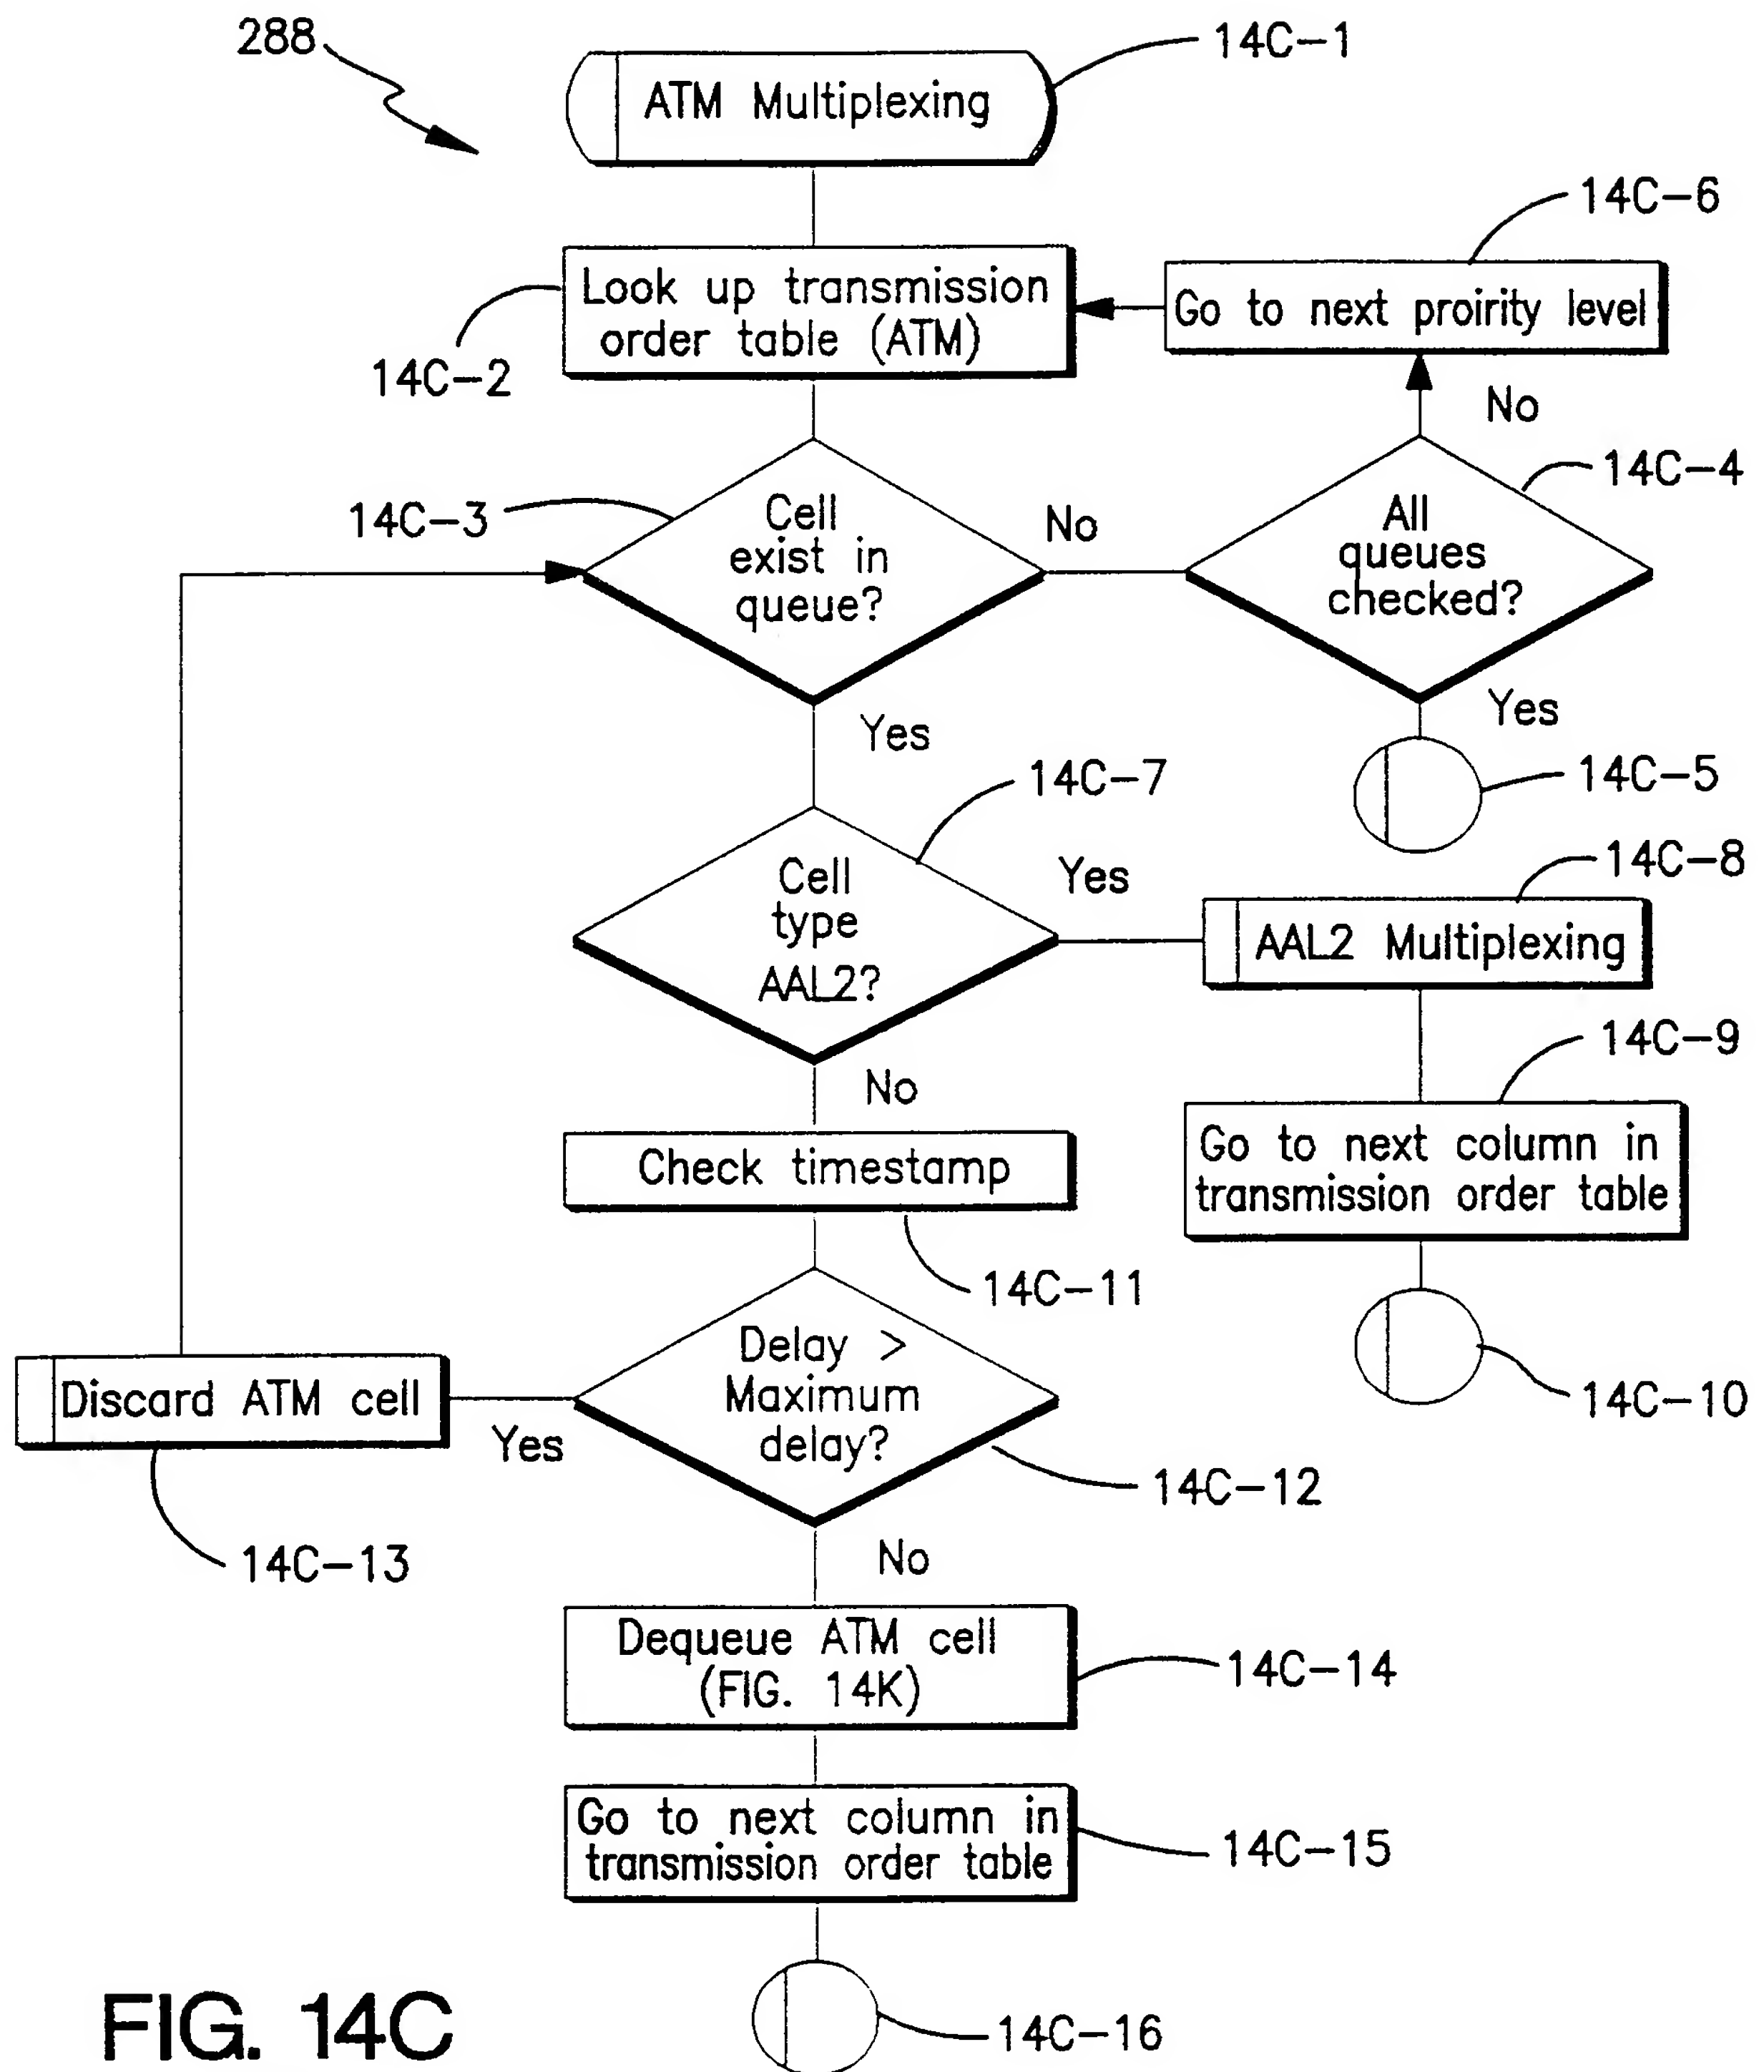 288
14C-1
ATM Multiplexing
14C-6
Look up transmission
order table (ATM)
Go to next proirity level
14C-2
No
14C-4
14C-3
Cell
exist in
queue?
No
All
queues
checked?
Yes
Yes
14C-5
14C-7
Cell
type
AAL2?
Yes
14C-8
AAL2 Multiplexing
14C-9
No
Check timestamp
Go to next column in
transmission order table
14C-11
Delay >
Maximum
delay?
14C-10
Discard ATM cell
Yes
14C-12
14C-13
No
Dequeue ATM cell
(FIG. 14K)
14C-14
Go to next column in
transmission order table
14C-15
14C-16
FIG. 14C